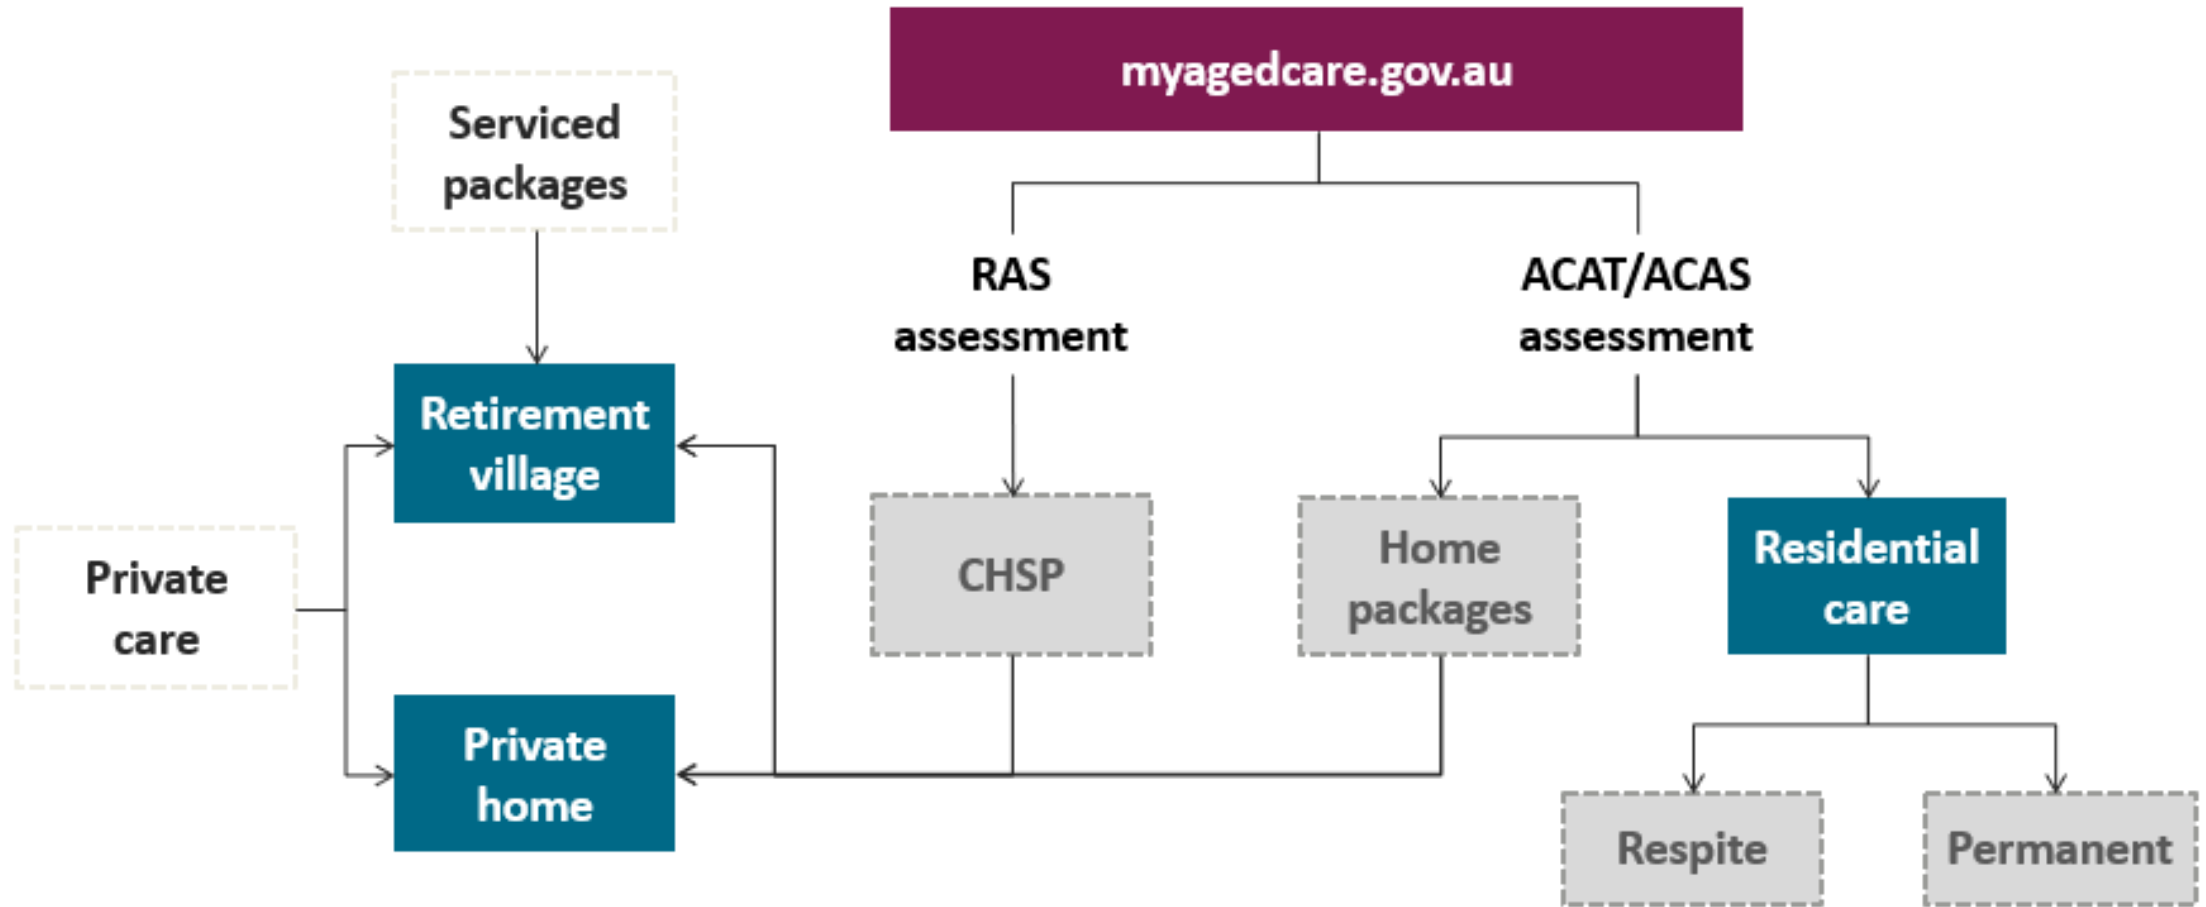 myagedcare.gov.au
Serviced
packages
RAS
assessment
ACAT/ACAS
assessment
Retirement
village
CHSP
Home
packages
Residential
care
Private
care
Private
home
Respite
Permanent